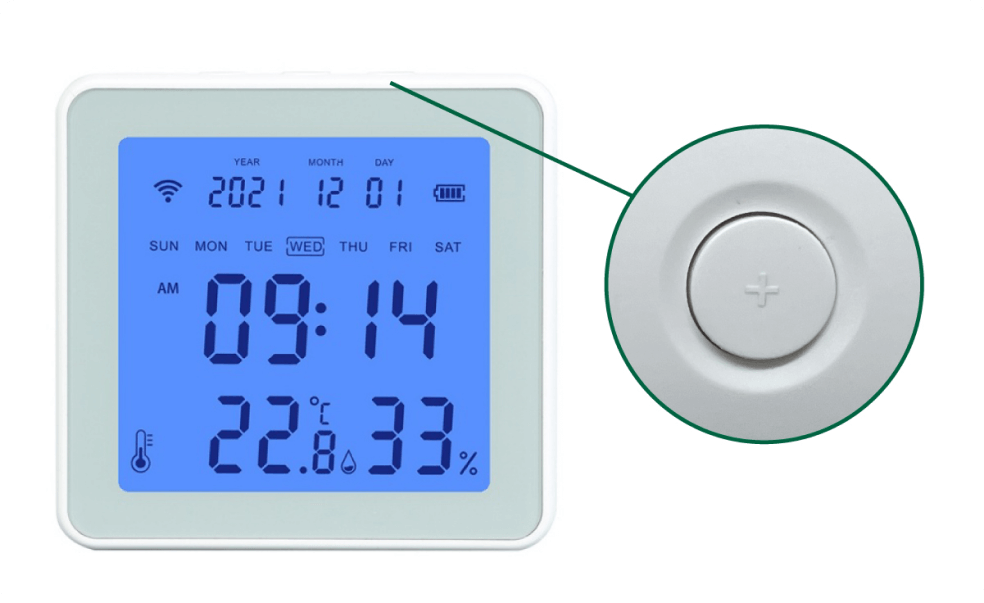 YEAR MONTH DAY
2021 12 01
SUN MON TUE WED THU FRI SAT
AM 09:14
22.8 °C 33 %
+